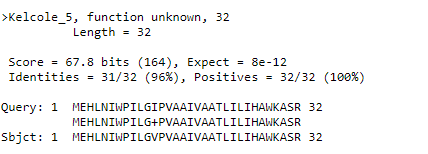 >Kelcole_5, function unknown, 32
Length = 32
Score = 67.8 bits (164), Expect = 8e-12
Identities = 31/32 (96%), Positives = 32/32 (100%)
Query: 1 MEHLNIWPILGIPVAAIVAATLILIHAWKASR 32
MEHLNIWPILG+PVAAIVAATLILIHAWKASR
Sbjct: 1 MEHLNIWPILGVPVAAIVAATLILIHAWKASR 32